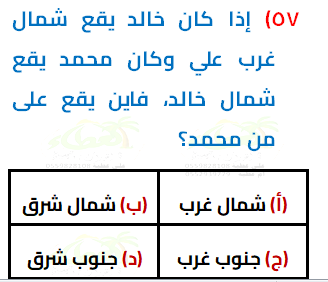 ٥٧) إذا كان خالد يقع شمال
غرب علي وكان محمد يقع
شمال خالد، فاين يقع على
من محمد؟
(أ) شمال غرب
(ب) شمال شرق
(ج) جنوب غرب
(د) جنوب شرق